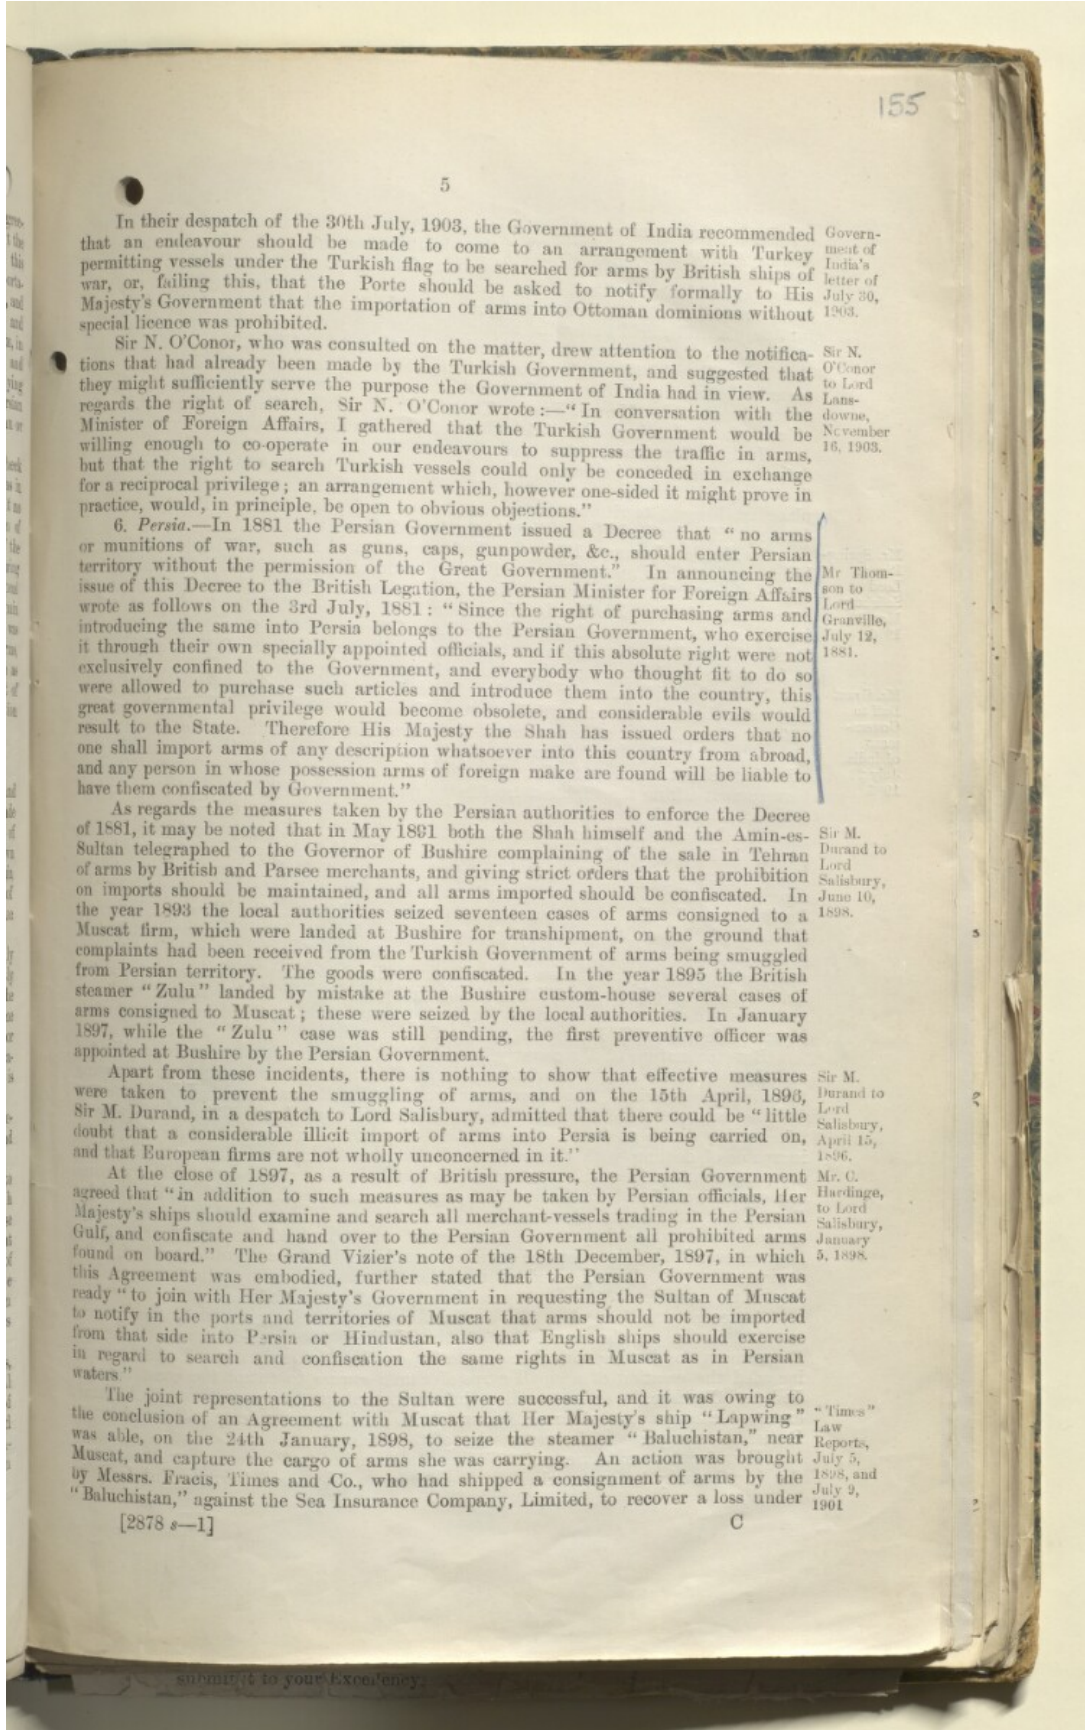 155
5
In their despatch of the 30th July, 1903, the Government of India recommended
that an endeavour should be made to come to an arrangement with Turkey
permitting vessels under the Turkish flag to be searched for arms by British ships of
war, or, failing this, that the Porte should be asked to notify formally to His
Majesty's Government that the importation of arms into Ottoman dominions without
special licence was prohibited.
Govern-
ment of
India's
letter of
July 30,
1903.
Sir N. O'Conor, who was consulted on the matter, drew attention to the notifica-
tions that had already been made by the Turkish Government, and suggested that
they might sufficiently serve the purpose the Government of India had in view. As
regards the right of search, Sir N. O'Conor wrote:—"In conversation with the
Minister of Foreign Affairs, I gathered that the Turkish Government would be
willing enough to co-operate in our endeavours to suppress the traffic in arms,
but that the right to search Turkish vessels could only be conceded in exchange
for a reciprocal privilege; an arrangement which, however one-sided it might prove in
practice, would, in principle, be open to obvious objections."
Sir N.
O'Conor
to Lord
Lans-
downe,
November
16, 1903.
6. Persia.—In 1881 the Persian Government issued a Decree that "no arms
or munitions of war, such as guns, caps, gunpowder, &c., should enter Persian
territory without the permission of the Great Government." In announcing the
issue of this Decree to the British Legation, the Persian Minister for Foreign Affairs
wrote as follows on the 3rd July, 1881: "Since the right of purchasing arms and
introducing the same into Persia belongs to the Persian Government, who exercise
it through their own specially appointed officials, and if this absolute right were not
exclusively confined to the Government, and everybody who thought fit to do so
were allowed to purchase such articles and introduce them into the country, this
great governmental privilege would become obsolete, and considerable evils would
result to the State. Therefore His Majesty the Shah has issued orders that no
one shall import arms of any description whatsoever into this country from abroad,
and any person in whose possession arms of foreign make are found will be liable to
have them confiscated by Government."
Mr Thom-
son to
Lord
Granville,
July 12,
1881.
As regards the measures taken by the Persian authorities to enforce the Decree
of 1881, it may be noted that in May 1891 both the Shah himself and the Amin-es-
Sultan telegraphed to the Governor of Bushire complaining of the sale in Tehran
of arms by British and Parsee merchants, and giving strict orders that the prohibition
on imports should be maintained, and all arms imported should be confiscated. In
the year 1893 the local authorities seized seventeen cases of arms consigned to a
Muscat firm, which were landed at Bushire for transhipment, on the ground that
complaints had been received from the Turkish Government of arms being smuggled
from Persian territory. The goods were confiscated. In the year 1895 the British
steamer "Zulu" landed by mistake at the Bushire custom-house several cases of
arms consigned to Muscat; these were seized by the local authorities. In January
1897, while the "Zulu" case was still pending, the first preventive officer was
appointed at Bushire by the Persian Government.
Sir M.
Durand to
Lord
Salisbury,
June 10,
1898.
Apart from these incidents, there is nothing to show that effective measures
were taken to prevent the smuggling of arms, and on the 15th April, 1896,
Sir M. Durand, in a despatch to Lord Salisbury, admitted that there could be "little
doubt that a considerable illicit import of arms into Persia is being carried on,
and that European firms are not wholly unconcerned in it."
Sir M.
Durand to
Lord
Salisbury,
April 15,
1896.
At the close of 1897, as a result of British pressure, the Persian Government
agreed that "in addition to such measures as may be taken by Persian officials, Her
Majesty's ships should examine and search all merchant-vessels trading in the Persian
Gulf, and confiscate and hand over to the Persian Government all prohibited arms
found on board." The Grand Vizier's note of the 18th December, 1897, in which
this Agreement was embodied, further stated that the Persian Government was
ready "to join with Her Majesty's Government in requesting the Sultan of Muscat
to notify in the ports and territories of Muscat that arms should not be imported
from that side into Persia or Hindustan, also that English ships should exercise
in regard to search and confiscation the same rights in Muscat as in Persian
waters."
Mr. C.
Hardinge,
to Lord
Salisbury,
January
5, 1898.
The joint representations to the Sultan were successful, and it was owing to
the conclusion of an Agreement with Muscat that Her Majesty's ship "Lapwing"
was able, on the 24th January, 1898, to seize the steamer "Baluchistan," near
Muscat, and capture the cargo of arms she was carrying. An action was brought
by Messrs. Fracis, Times and Co., who had shipped a consignment of arms by the
"Baluchistan," against the Sea Insurance Company, Limited, to recover a loss under
"Times"
Law
Reports,
July 5,
1898, and
July 9,
1901
[2878 s—1]
C
submit it to your Excellency.